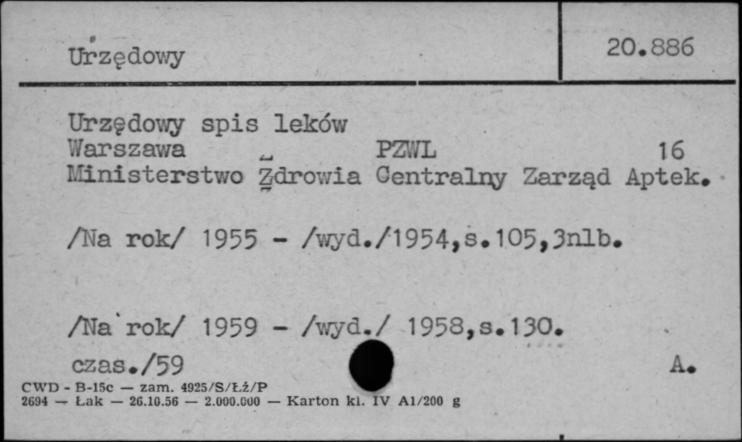 Urzędowy
20.886
Urzędowy spis leków
Warszawa PZWL 16
Ministerstwo Zdrowia Centralny Zarząd Aptek.
/Na rok/ 1955 - /wyd./1954,s.105,3nlb.
/Na rok/ 1959 - /wyd./ 1958,s.130.
czas./59 A.
CWD - B-15c — zam. 4925/S/Łż/P
2694 — Łak — 26.10.56 — 2.000.000 — Karton kl. IV A1/200 g